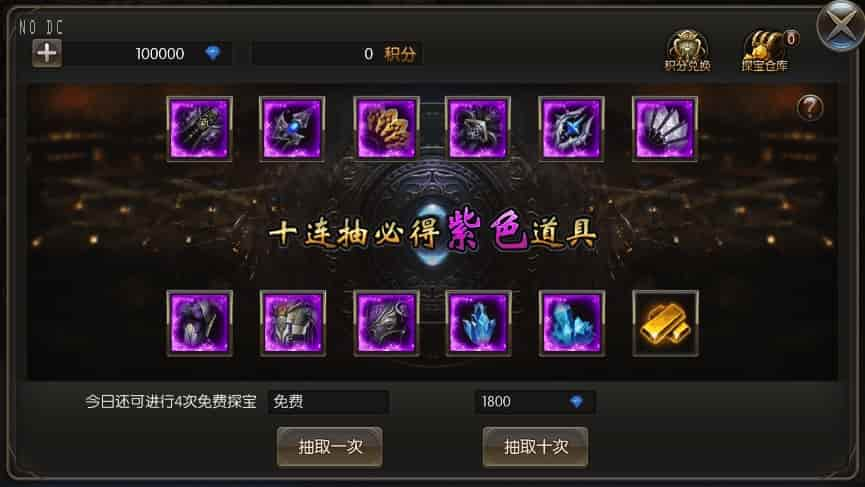 NO DC
100000
0 积分
积分兑换
探宝仓库
0
?
十连抽必得紫色道具
今日还可进行4次免费探宝
免费
1800
抽取一次
抽取十次